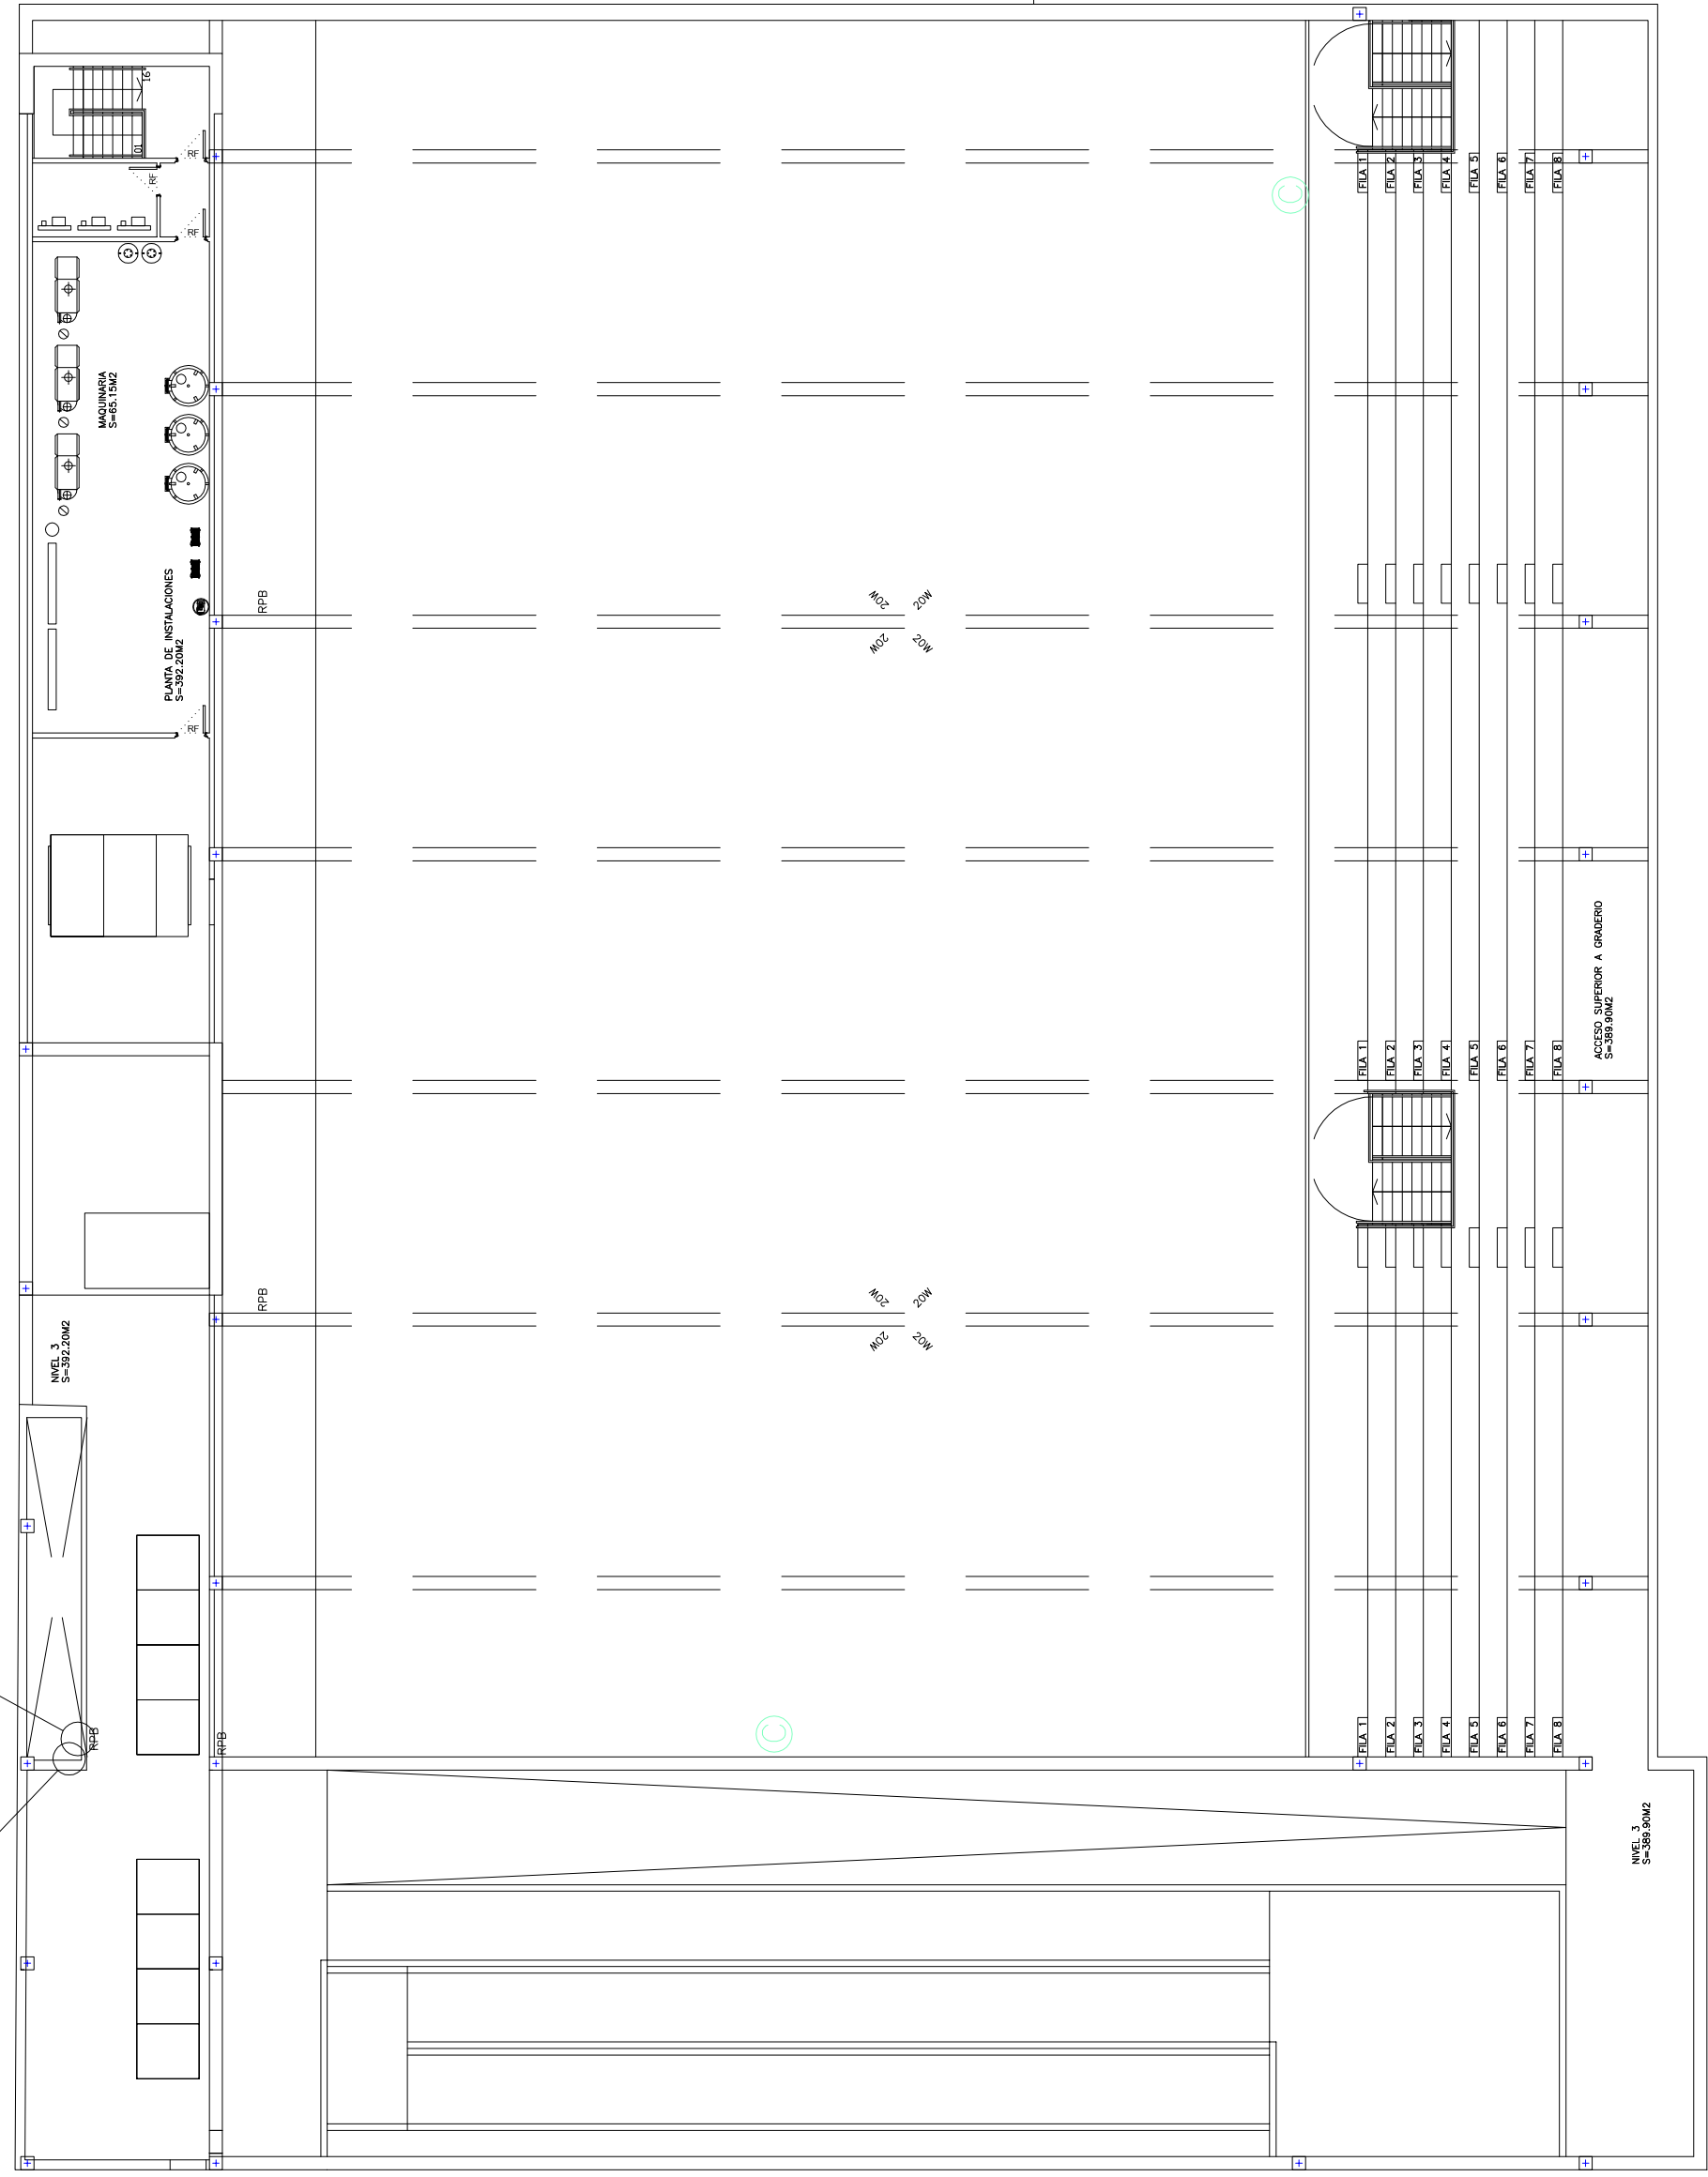 16
01
RF
RF
RF
MAQUINARIA
S=65.15M2
PLANTA DE INSTALACIONES
S=392.20M2
RF
RPB
20W
20W
20W
20W
©
FILA 1
FILA 2
FILA 3
FILA 4
FILA 5
FILA 6
FILA 7
FILA 8
ACCESO SUPERIOR A GRADERIO
S=389.90M2
FILA 1
FILA 2
FILA 3
FILA 4
FILA 5
FILA 6
FILA 7
FILA 8
RPB
20W
20W
20W
20W
NIVEL 3
S=392.20M2
RPB
RPB
©
FILA 1
FILA 2
FILA 3
FILA 4
FILA 5
FILA 6
FILA 7
FILA 8
NIVEL 3
S=389.90M2